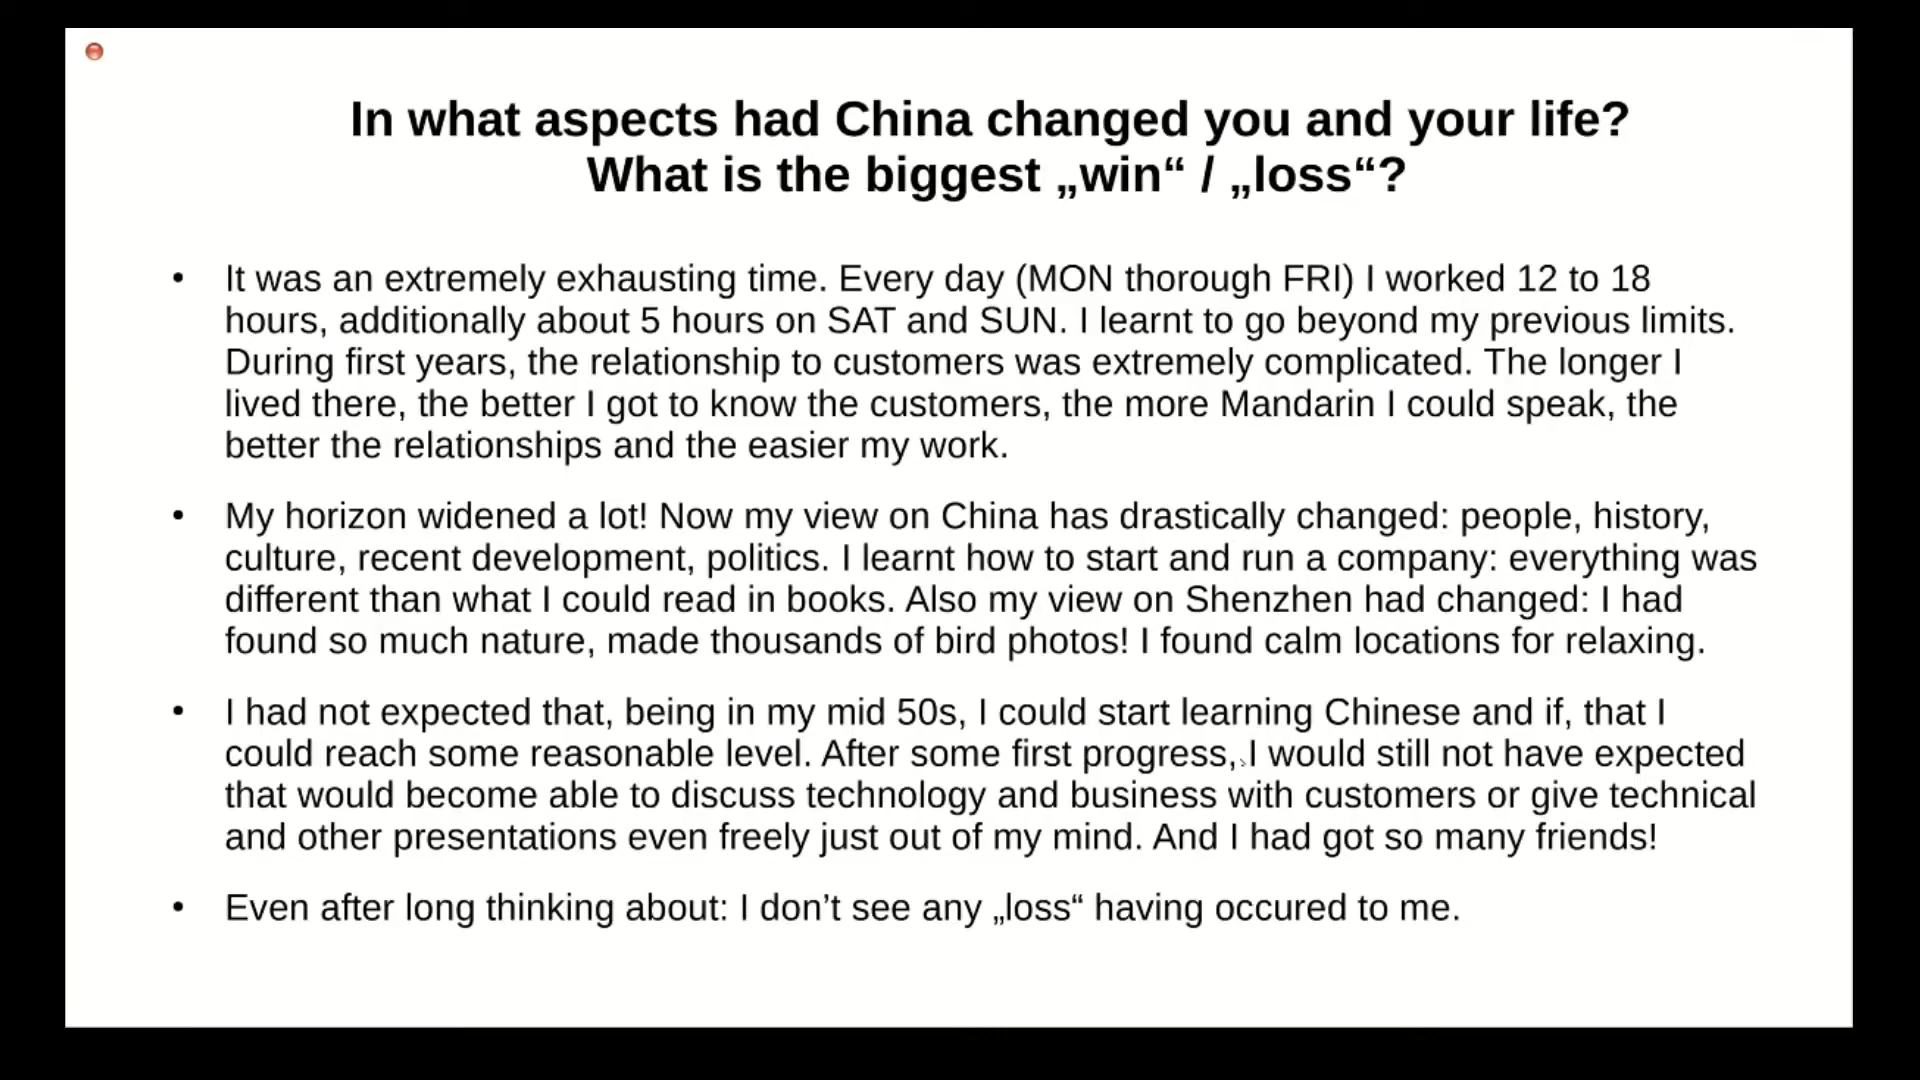 In what aspects had China changed you and your life?
What is the biggest „win“ / „loss“?
• It was an extremely exhausting time. Every day (MON thorough FRI) I worked 12 to 18
hours, additionally about 5 hours on SAT and SUN. I learnt to go beyond my previous limits.
During first years, the relationship to customers was extremely complicated. The longer I
lived there, the better I got to know the customers, the more Mandarin I could speak, the
better the relationships and the easier my work.
• My horizon widened a lot! Now my view on China has drastically changed: people, history,
culture, recent development, politics. I learnt how to start and run a company: everything was
different than what I could read in books. Also my view on Shenzhen had changed: I had
found so much nature, made thousands of bird photos! I found calm locations for relaxing.
• I had not expected that, being in my mid 50s, I could start learning Chinese and if, that I
could reach some reasonable level. After some first progress, I would still not have expected
that would become able to discuss technology and business with customers or give technical
and other presentations even freely just out of my mind. And I had got so many friends!
• Even after long thinking about: I don’t see any „loss“ having occured to me.